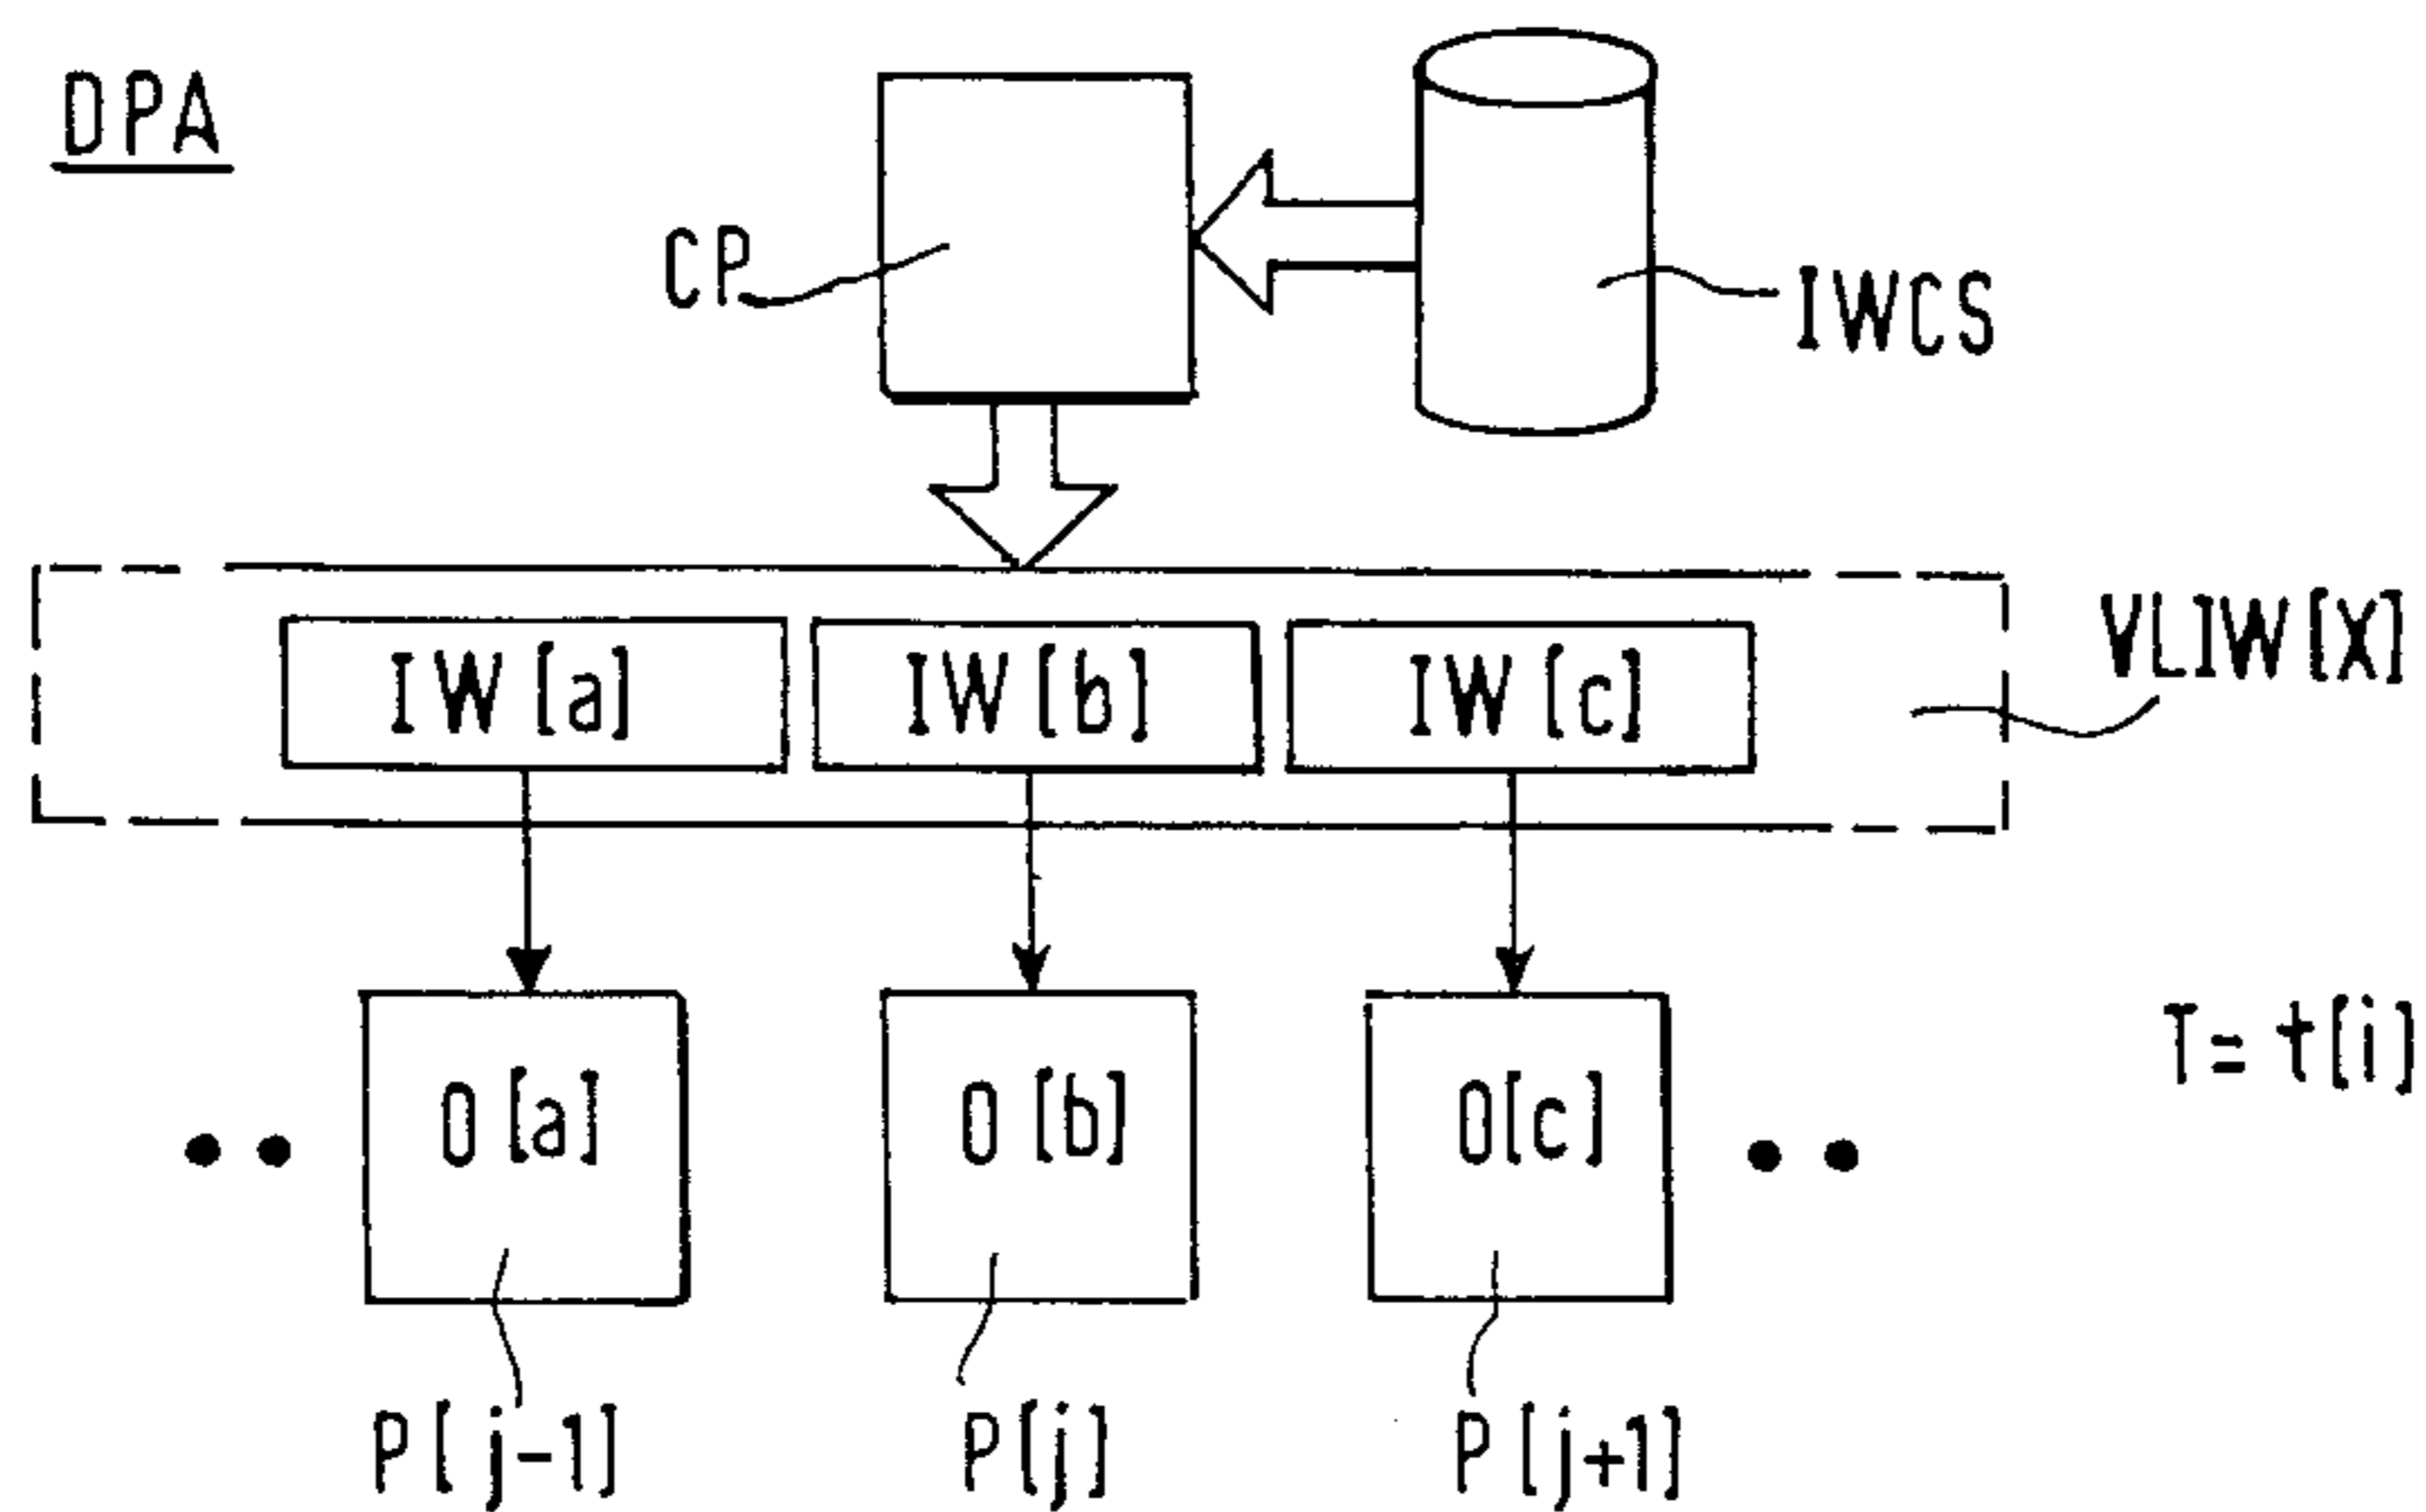 DPA
CP
IWCS
VLIW[X]
IW[a] IW[b] IW[c]
T=t[i]
O[a] O[b] O[c]
P[j-1] P[j] P[j+1]